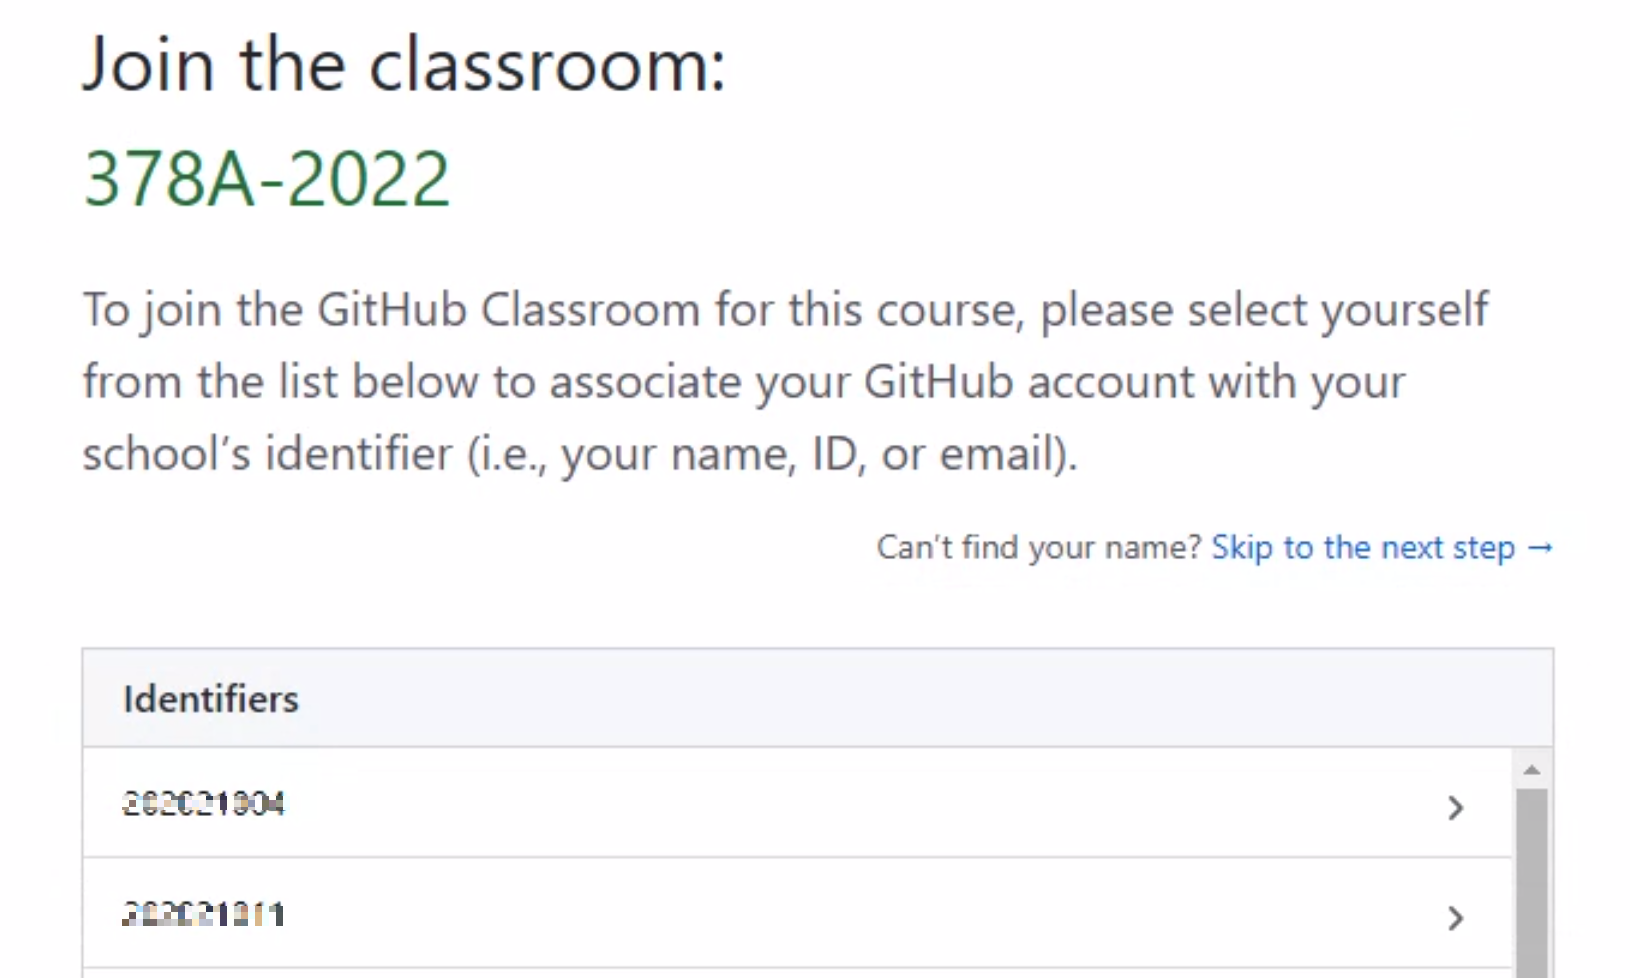 Join the classroom:
378A-2022
To join the GitHub Classroom for this course, please select yourself
from the list below to associate your GitHub account with your
school’s identifier (i.e., your name, ID, or email).
Can’t find your name? Skip to the next step →
Identifiers